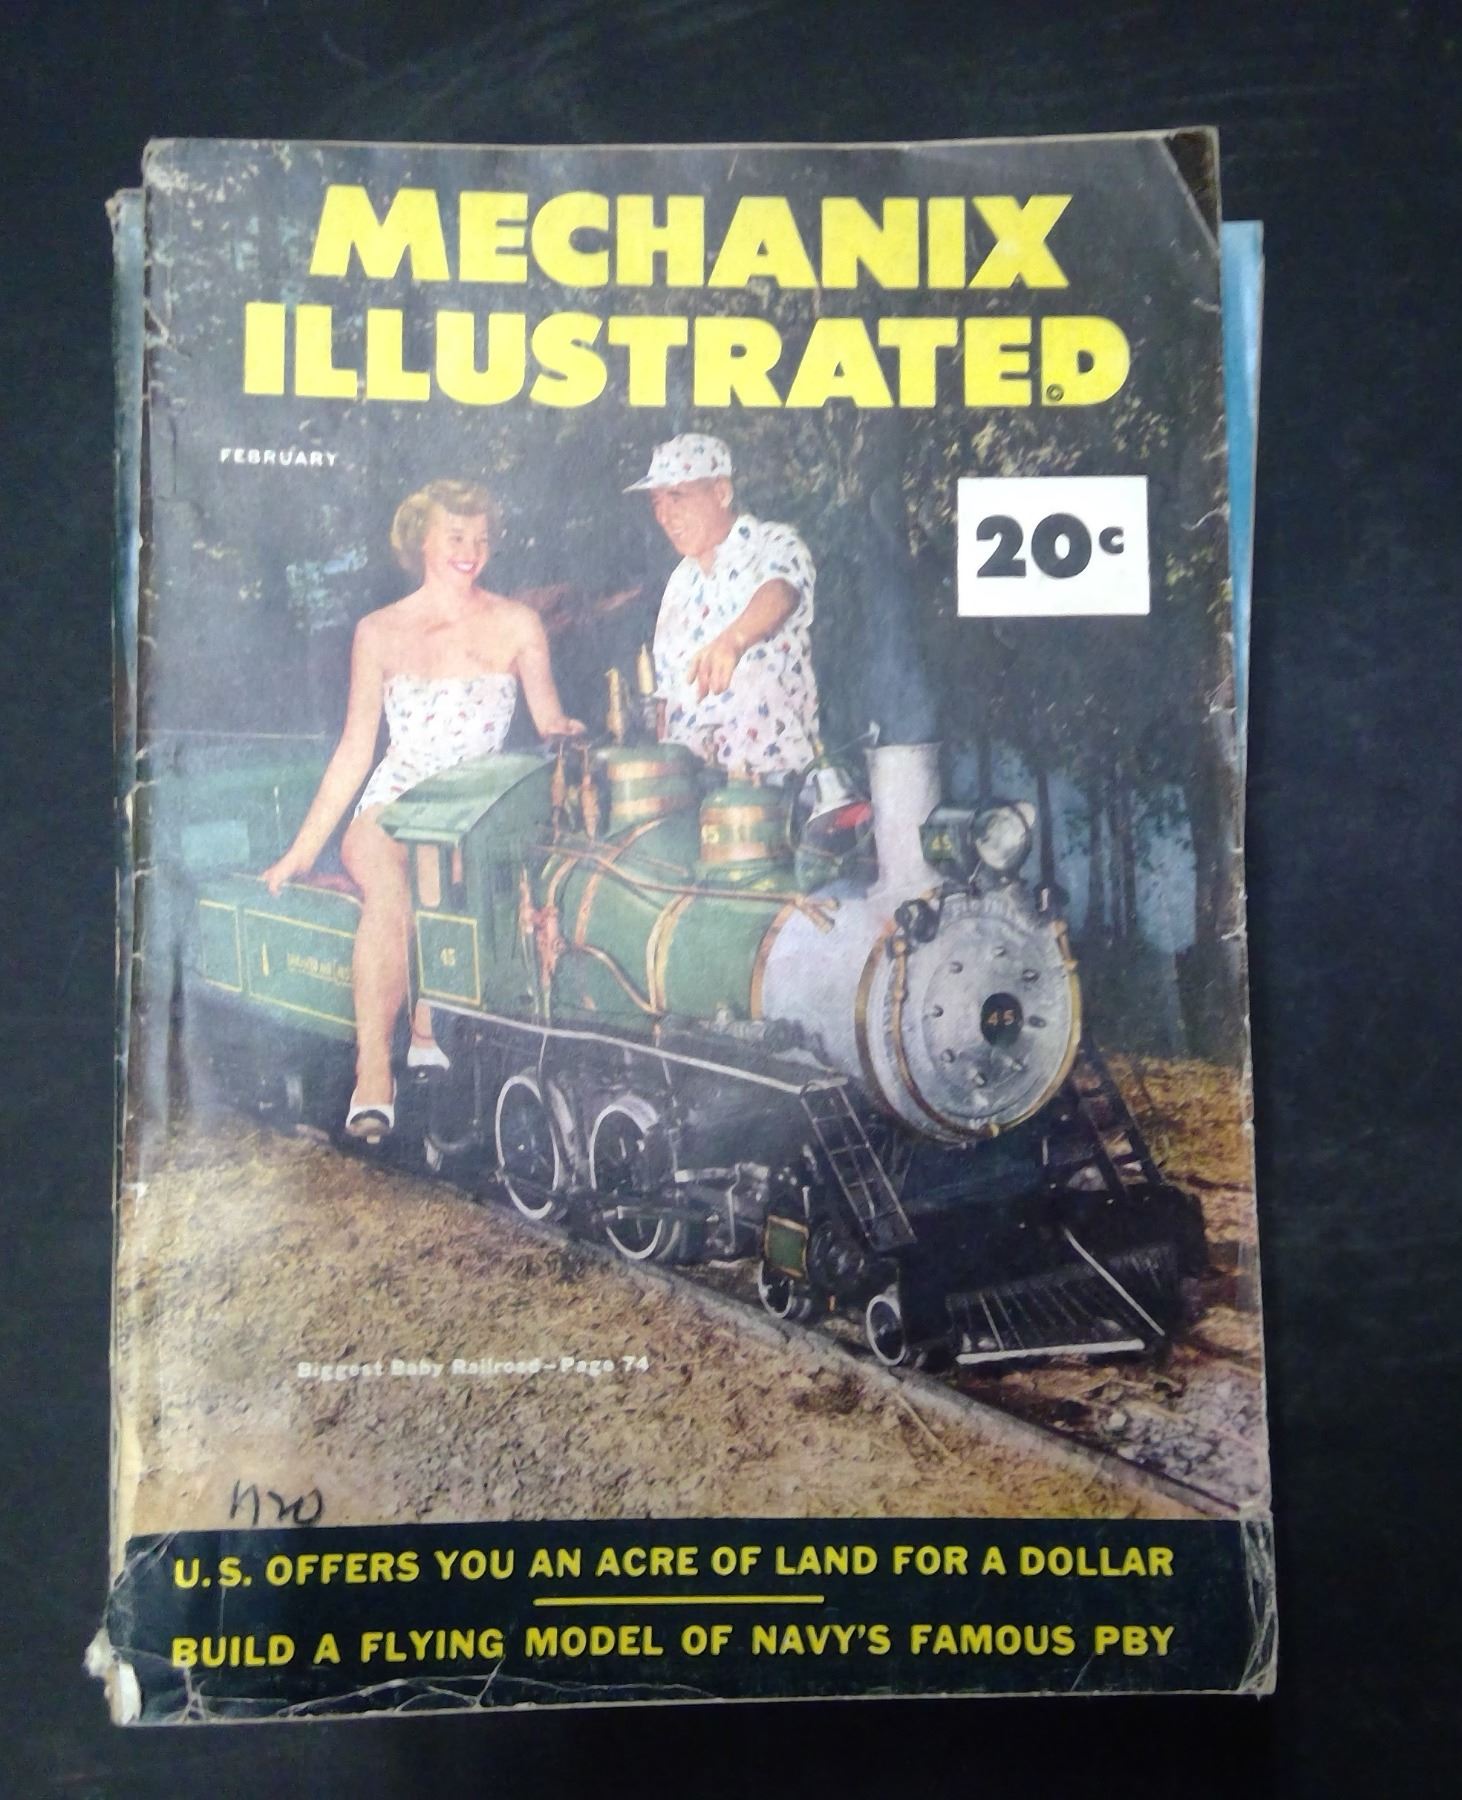 MECHANIX
ILLUSTRATED
©
FEBRUARY
20c
45
45
45
45
Biggest Baby Railroad—Page 74
U.S. OFFERS YOU AN ACRE OF LAND FOR A DOLLAR
BUILD A FLYING MODEL OF NAVY'S FAMOUS PBY